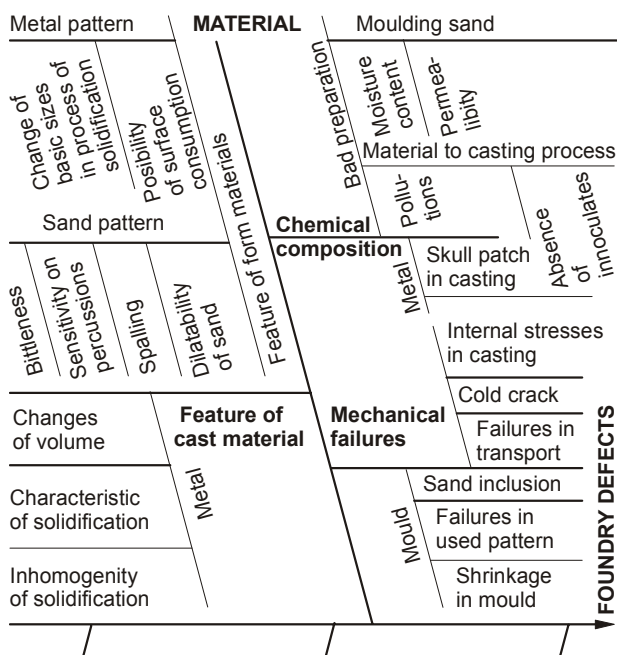 Metal pattern
MATERIAL
Moulding sand
Change of
basic sizes
in process of
solidification
Posibility
of surface
consumption
Feature of form materials
Bad preparation
Moisture
content
Permea-
libity
Material to casting process
Pollu-
tions
Absence
of
innoculates
Sand pattern
Chemical
composition
Metal
Skull patch
in casting
Bittleness
Sensitivity on
percussions
Spalling
Dilatability
of sand
Internal stresses
in casting
Cold crack
Failures in
transport
Changes
of volume
Feature of
cast material
Mechanical
failures
Metal
Characteristic
of solidification
Inhomogenity
of solidification
Mould
Sand inclusion
Failures in
used pattern
Shrinkage
in mould
FOUNDRY DEFECTS